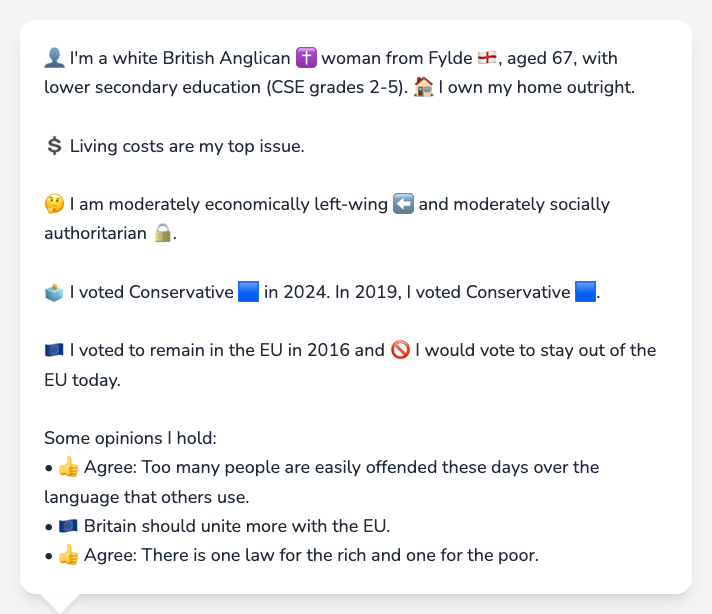 👤 I'm a white British Anglican ✝️ woman from Fylde 🏴󠁧󠁢󠁥󠁮󠁧󠁿, aged 67, with
lower secondary education (CSE grades 2-5). 🏠 I own my home outright.
💲 Living costs are my top issue.
🤔 I am moderately economically left-wing ⬅️ and moderately socially
authoritarian 🔒.
🗳️ I voted Conservative 🟦 in 2024. In 2019, I voted Conservative 🟦.
🇪🇺 I voted to remain in the EU in 2016 and 🚫 I would vote to stay out of the
EU today.
Some opinions I hold:
• 👍 Agree: Too many people are easily offended these days over the
language that others use.
• 🇪🇺 Britain should unite more with the EU.
• 👍 Agree: There is one law for the rich and one for the poor.